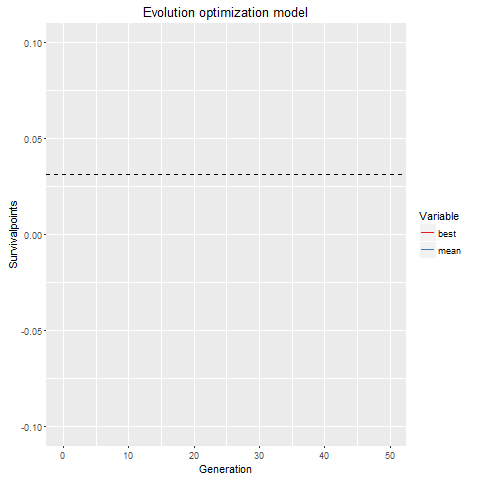 Evolution optimization model
0.10
0.05
0.00
-0.05
-0.10
Survivalpoints
0 10 20 30 40 50
Generation
Variable
best
mean